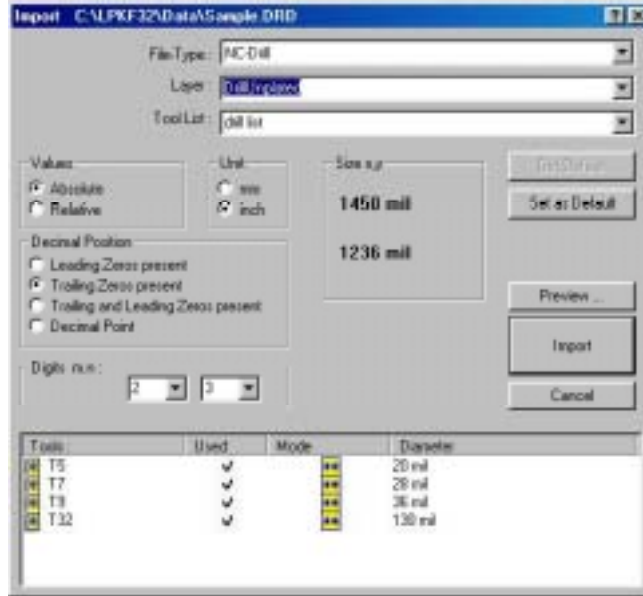 Import C:\LPKF32\Data\Sample.DRD
File-Type: NC-Drill
Layer: DrillUnplated
Tool List: drill list
Values
Unit
Size x,y
Absolute
mm
1450 mil
Set as Default
Relative
inch
1236 mil
Decimal Position
Leading Zeros present
Trailing Zeros present
Preview ...
Trailing and Leading Zeros present
Decimal Point
Import
Digits m.n :
2 3
Cancel
Tools Used Mode Diameter
T5 20 mil
T7 28 mil
36 mil
T32 130 mil